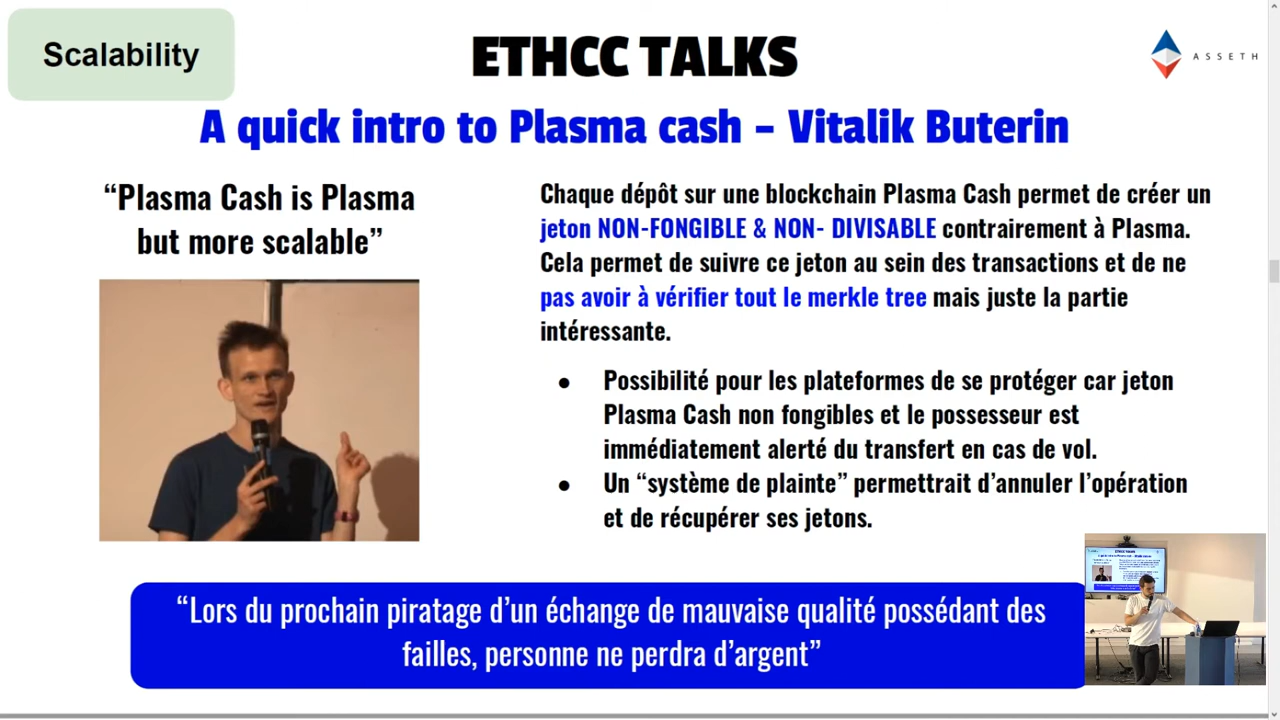 Scalability
ETHCC TALKS
ASSETH
A quick intro to Plasma cash – Vitalik Buterin
“Plasma Cash is Plasma
but more scalable”
Chaque dépôt sur une blockchain Plasma Cash permet de créer un
jeton NON-FONGIBLE & NON- DIVISABLE contrairement à Plasma.
Cela permet de suivre ce jeton au sein des transactions et de ne
pas avoir à vérifier tout le merkle tree mais juste la partie
intéressante.
● Possibilité pour les plateformes de se protéger car jeton
Plasma Cash non fongibles et le possesseur est
immédiatement alerté du transfert en cas de vol.
● Un “système de plainte” permettrait d’annuler l’opération
et de récupérer ses jetons.
“Lors du prochain piratage d’un échange de mauvaise qualité possédant des
failles, personne ne perdra d’argent”